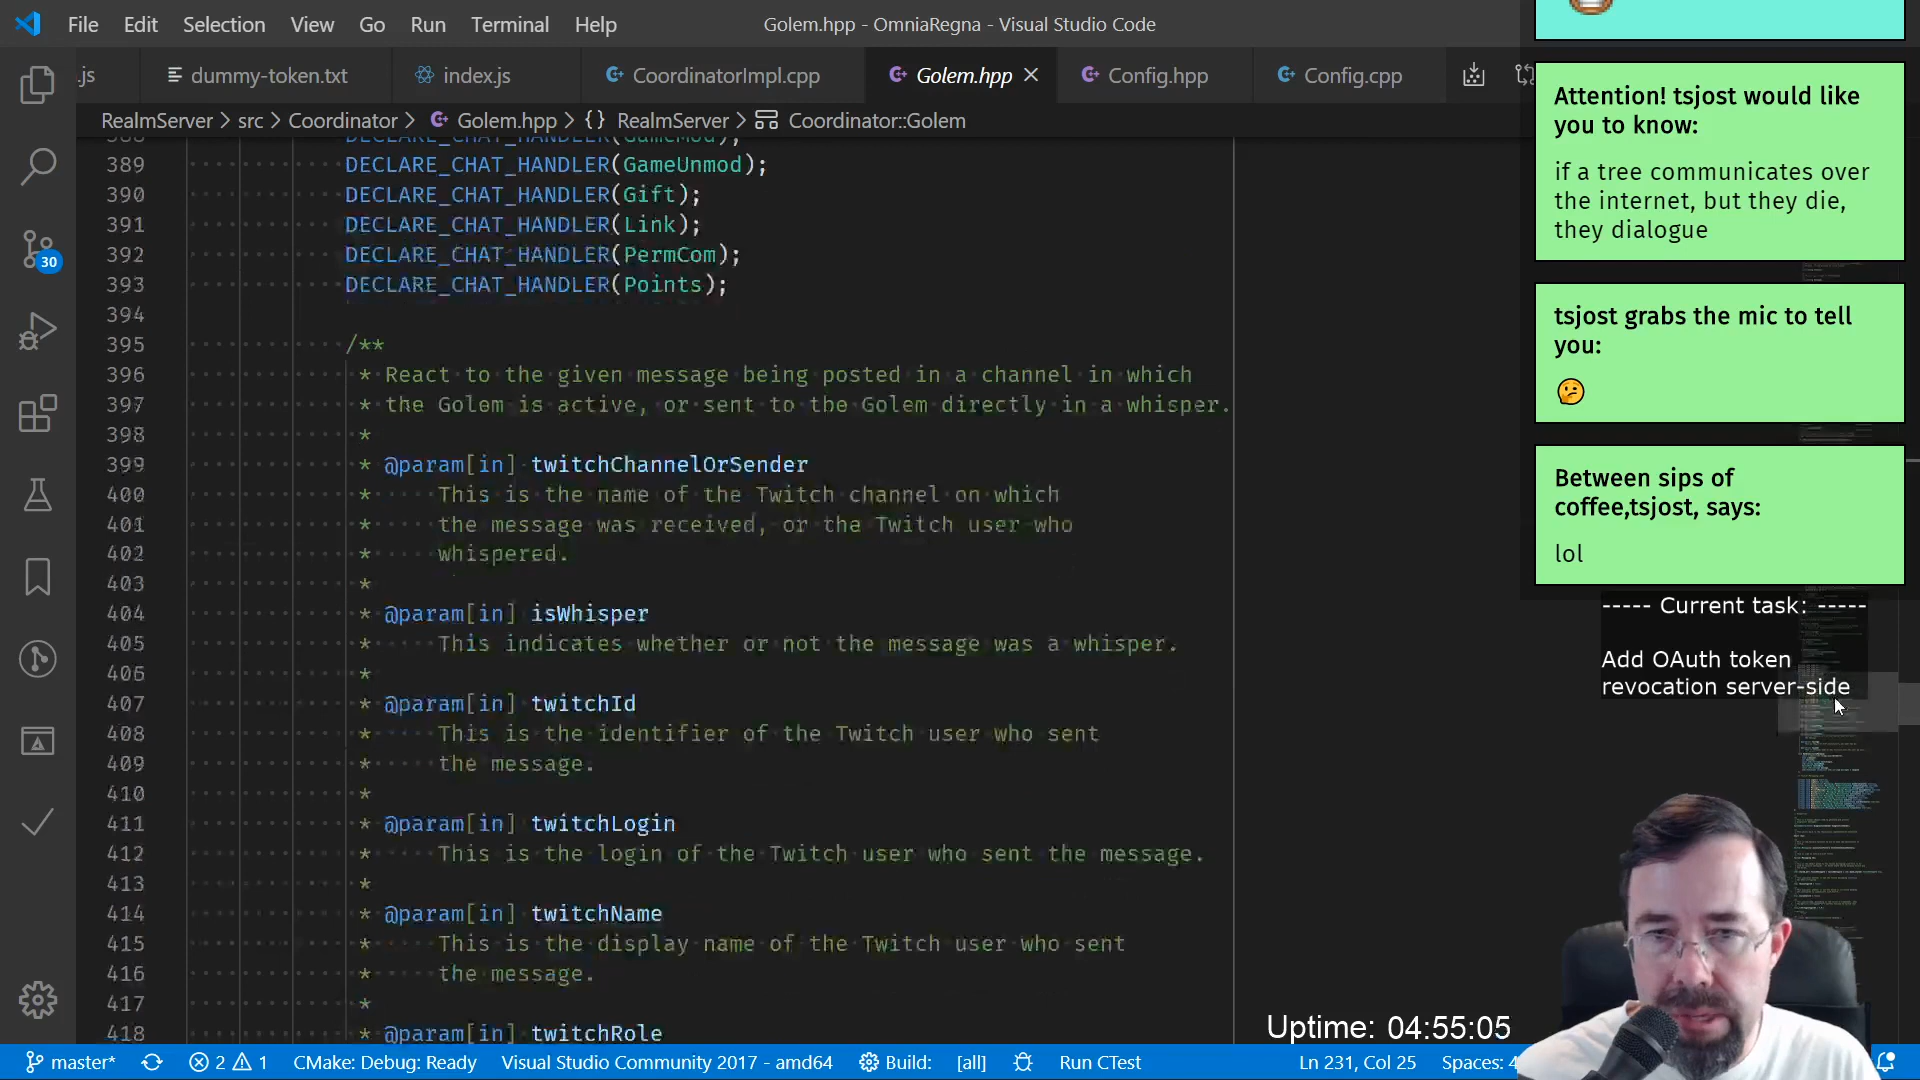 File Edit Selection View Go Run Terminal Help
Golem.hpp - OmniaRegna - Visual Studio Code
.js dummy-token.txt index.js CoordinatorImpl.cpp Golem.hpp Config.hpp Config.cpp
RealmServer > src > Coordinator > Golem.hpp > {} RealmServer > Coordinator::Golem
388 DECLARE_CHAT_HANDLER(GameMod);
389 DECLARE_CHAT_HANDLER(GameUnmod);
390 DECLARE_CHAT_HANDLER(Gift);
391 DECLARE_CHAT_HANDLER(Link);
392 DECLARE_CHAT_HANDLER(PermCom);
393 DECLARE_CHAT_HANDLER(Points);
394
395 /**
396 * React to the given message being posted in a channel in which
397 * the Golem is active, or sent to the Golem directly in a whisper.
398 *
399 * @param[in] twitchChannelOrSender
400 * This is the name of the Twitch channel on which
401 * the message was received, or the Twitch user who
402 * whispered.
403 *
404 * @param[in] isWhisper
405 * This indicates whether or not the message was a whisper.
406 *
407 * @param[in] twitchId
408 * This is the identifier of the Twitch user who sent
409 * the message.
410 *
411 * @param[in] twitchLogin
412 * This is the login of the Twitch user who sent the message.
413 *
414 * @param[in] twitchName
415 * This is the display name of the Twitch user who sent
416 * the message.
417 *
418 * @param[in] twitchRole
30
Attention! tsjost would like
you to know:
if a tree communicates over
the internet, but they die,
they dialogue
tsjost grabs the mic to tell
you:
Between sips of
coffee,tsjost, says:
lol
----- Current task: -----
Add OAuth token
revocation server-side
Uptime: 04:55:05
master* 2 1 CMake: Debug: Ready Visual Studio Community 2017 - amd64 Build: [all] Run CTest Ln 231, Col 25 Spaces: 4